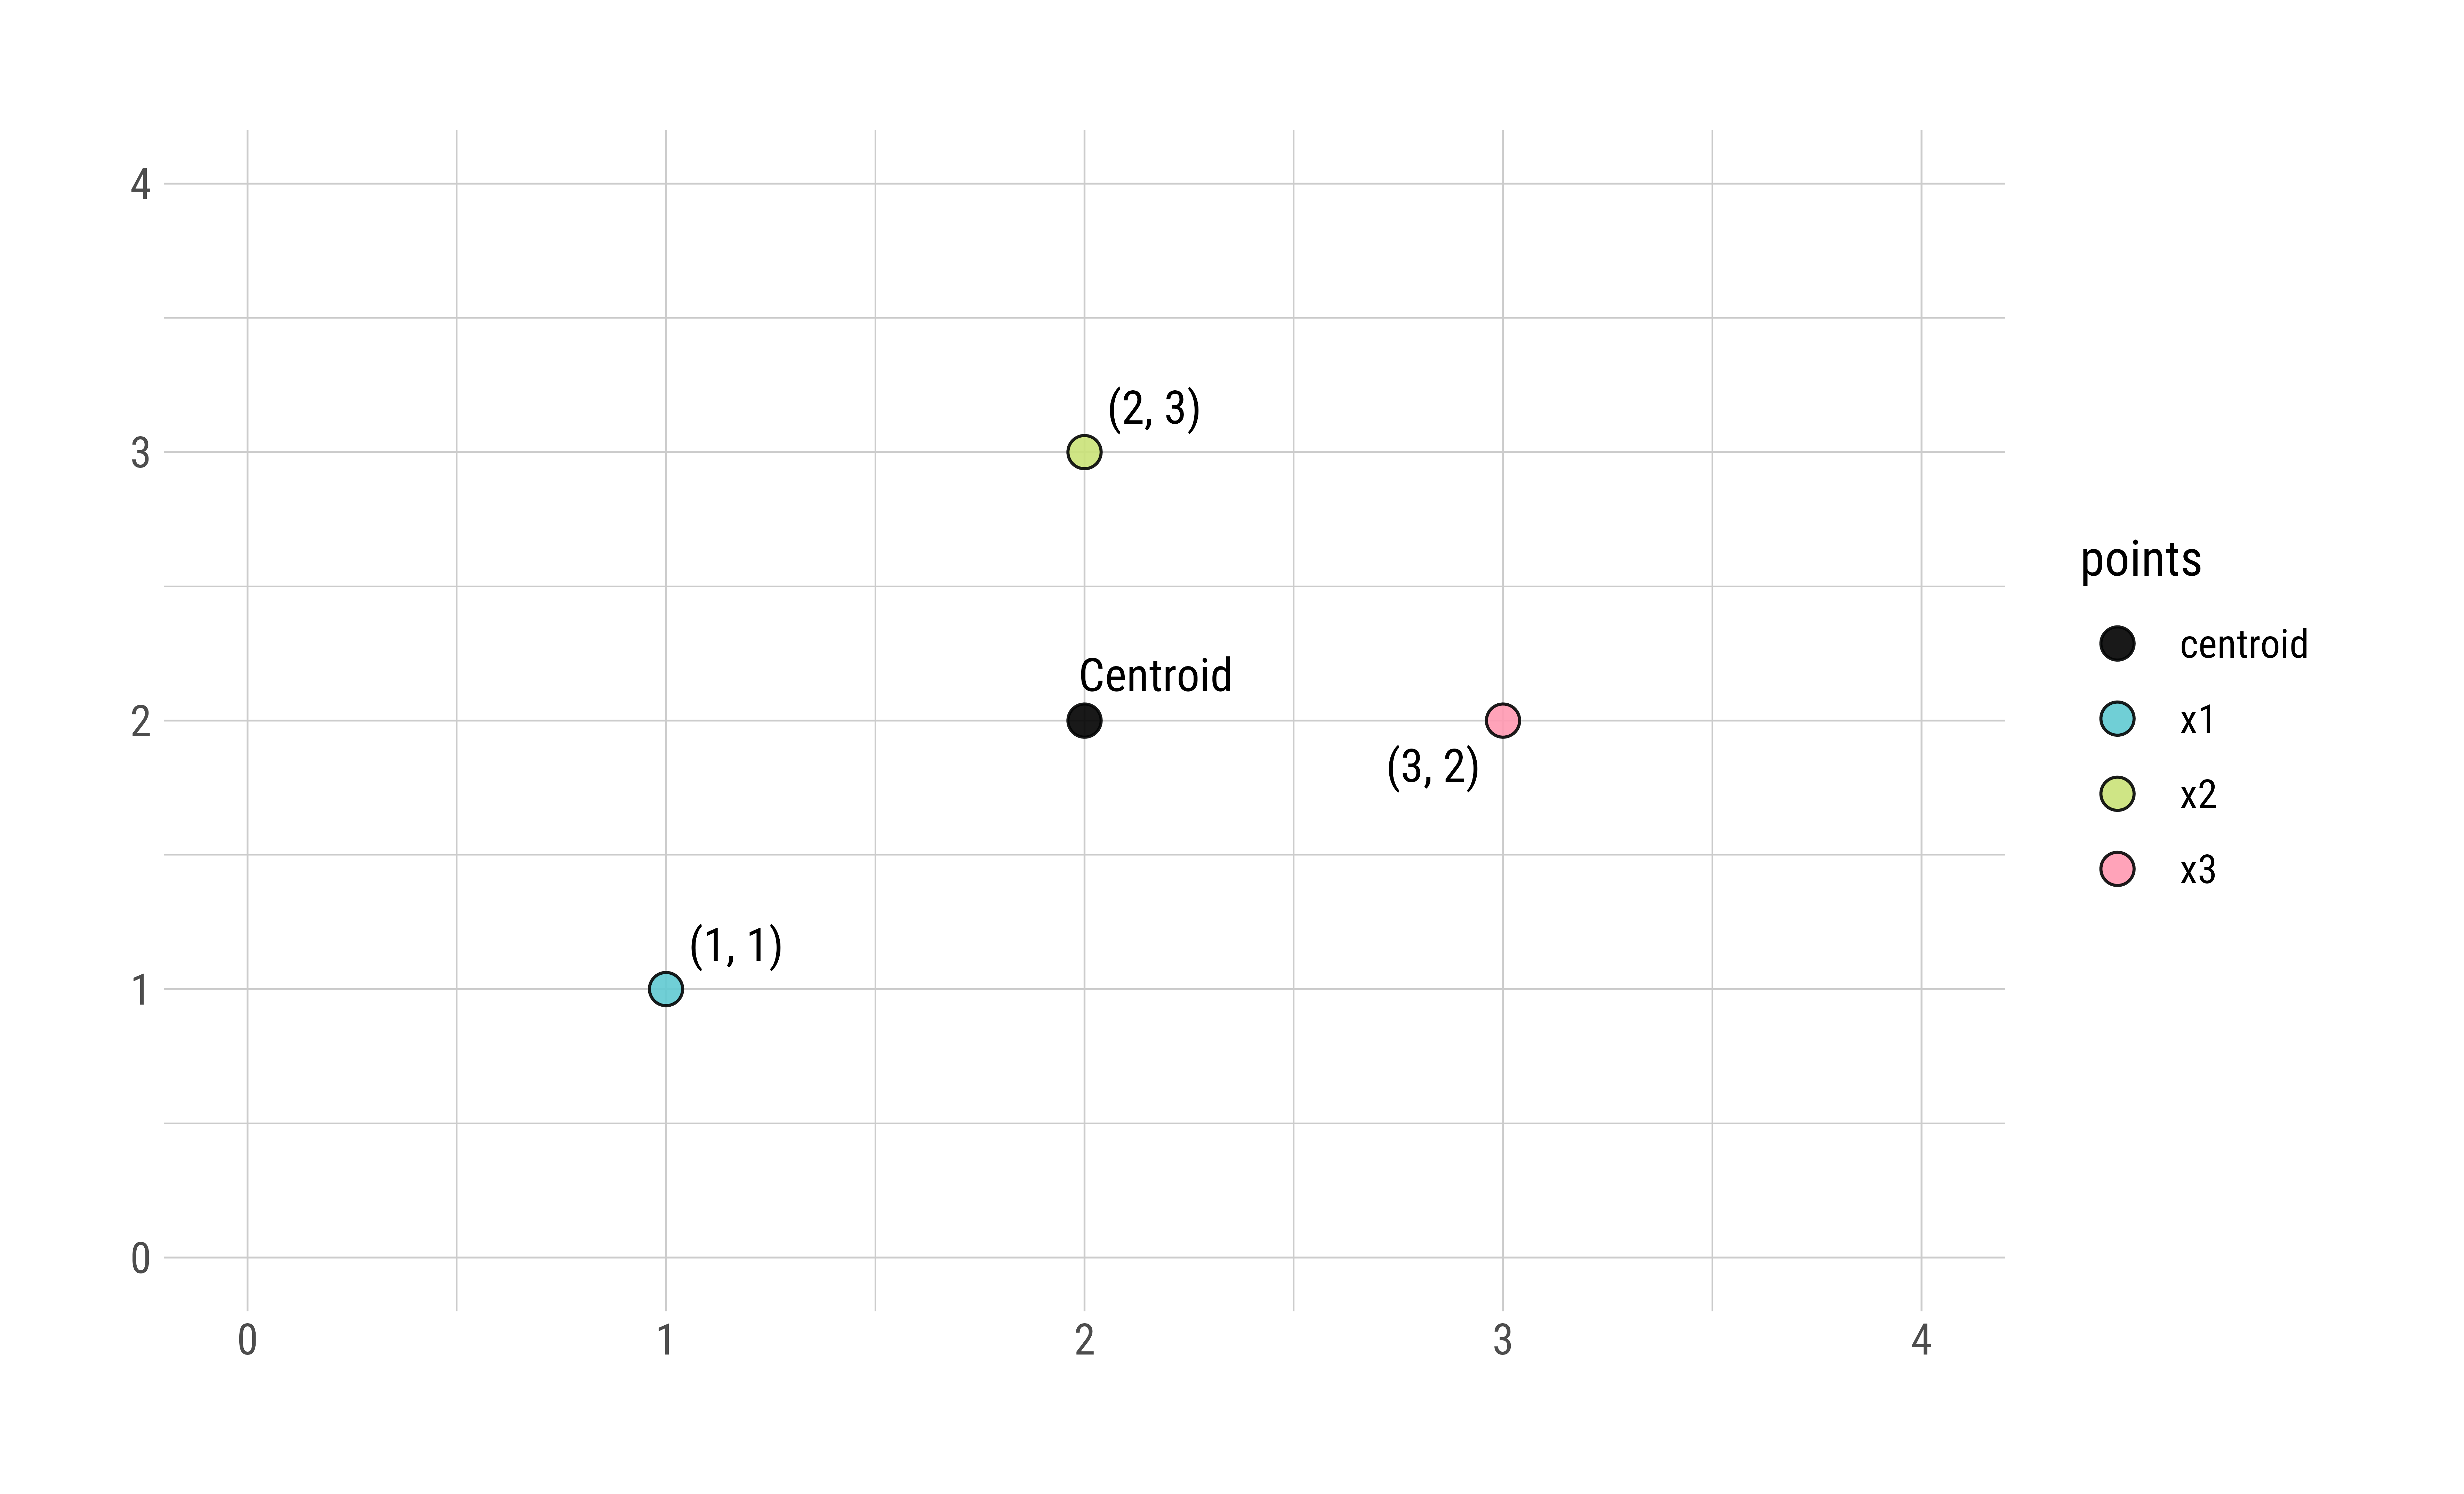 4
(2, 3)
3
points
centroid
Centroid
x1
2
(3, 2)
x2
x3
(1, 1)
1
0
0 1 2 3 4